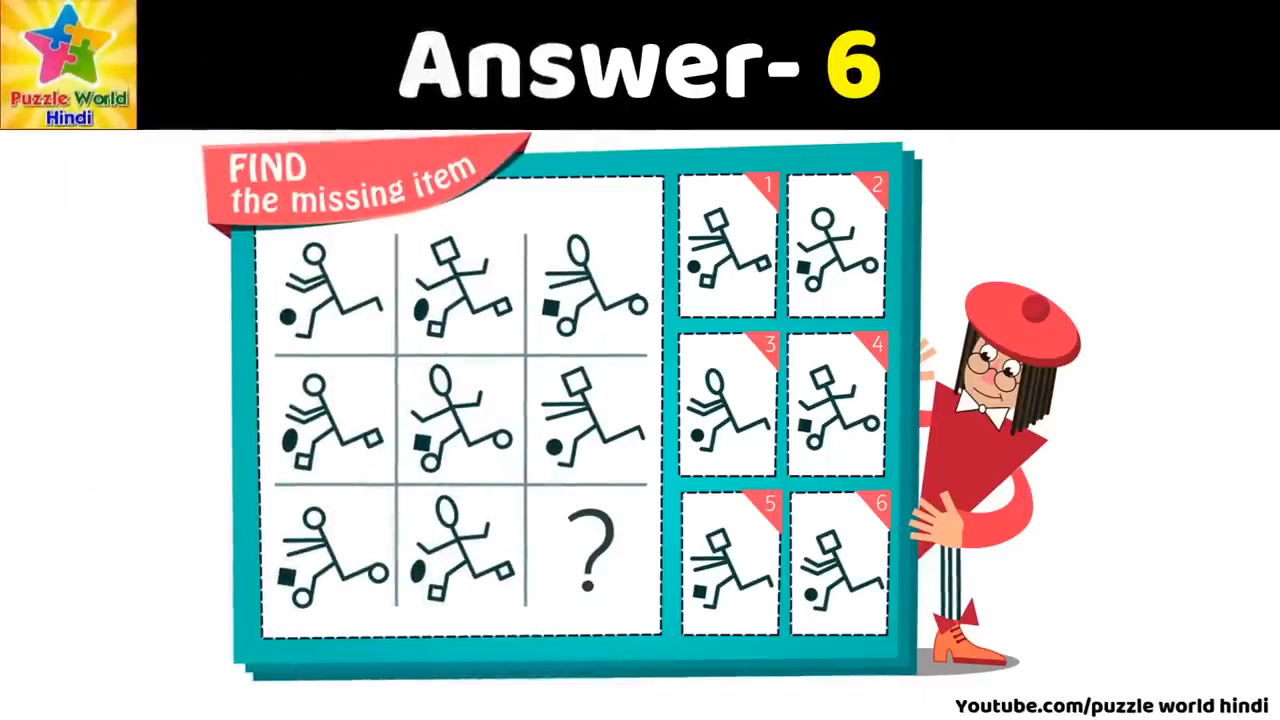 Puzzle World
Hindi
Answer- 6
FIND
the missing item
1
2
3
4
?
5
6
Youtube.com/puzzle world hindi